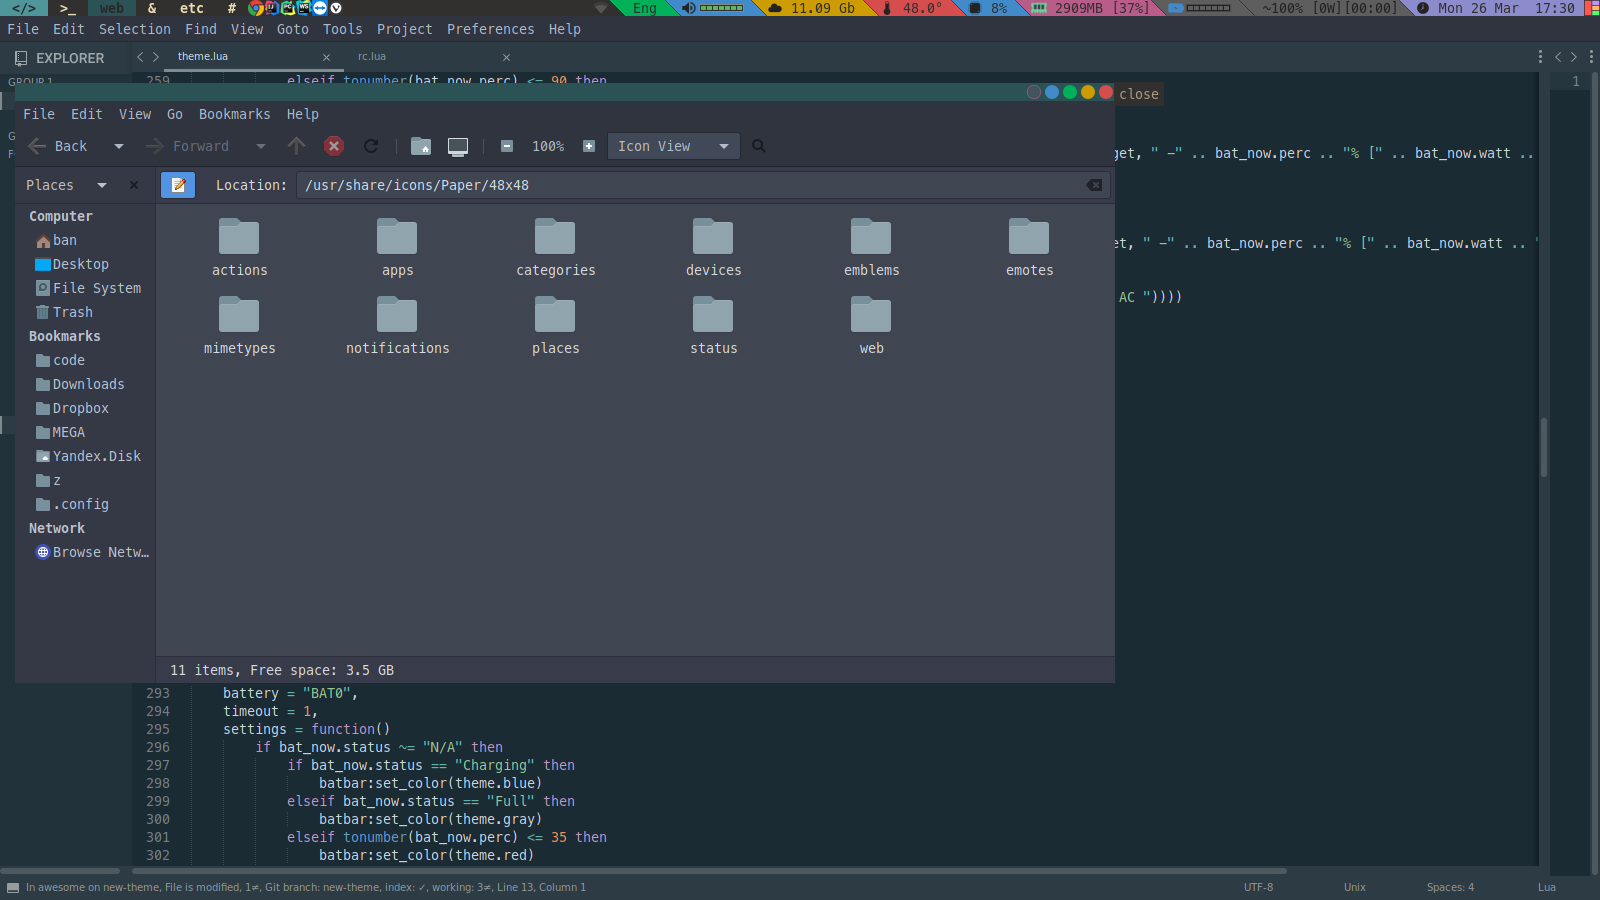 </> >_ web & etc # Eng 11.09 Gb 48.0° 8% 2909MB [37%] ~100% [0W][00:00] Mon 26 Mar 17:30
File Edit Selection Find View Goto Tools Project Preferences Help
EXPLORER theme.lua rc.lua
GROUP 1
259 elseif tonumber(bat_now.perc) <= 90 then
1
close
File Edit View Go Bookmarks Help
Back Forward 100% Icon View
get, " -" .. bat_now.perc .. "% [" .. bat_now.watt ..
Places Location: /usr/share/icons/Paper/48x48
Computer
ban
Desktop
File System
Trash
Bookmarks
code
Downloads
Dropbox
MEGA
Yandex.Disk
z
.config
Network
Browse Netw…
actions apps categories devices emblems emotes
mimetypes notifications places status web
et, " -" .. bat_now.perc .. "% [" .. bat_now.watt .. "
AC "))))
11 items, Free space: 3.5 GB
293 battery = "BAT0",
294 timeout = 1,
295 settings = function()
296 if bat_now.status ~= "N/A" then
297 if bat_now.status == "Charging" then
298 batbar:set_color(theme.blue)
299 elseif bat_now.status == "Full" then
300 batbar:set_color(theme.gray)
301 elseif tonumber(bat_now.perc) <= 35 then
302 batbar:set_color(theme.red)
In awesome on new-theme, File is modified, 1≠, Git branch: new-theme, index: ✓, working: 3≠, Line 13, Column 1 UTF-8 Unix Spaces: 4 Lua